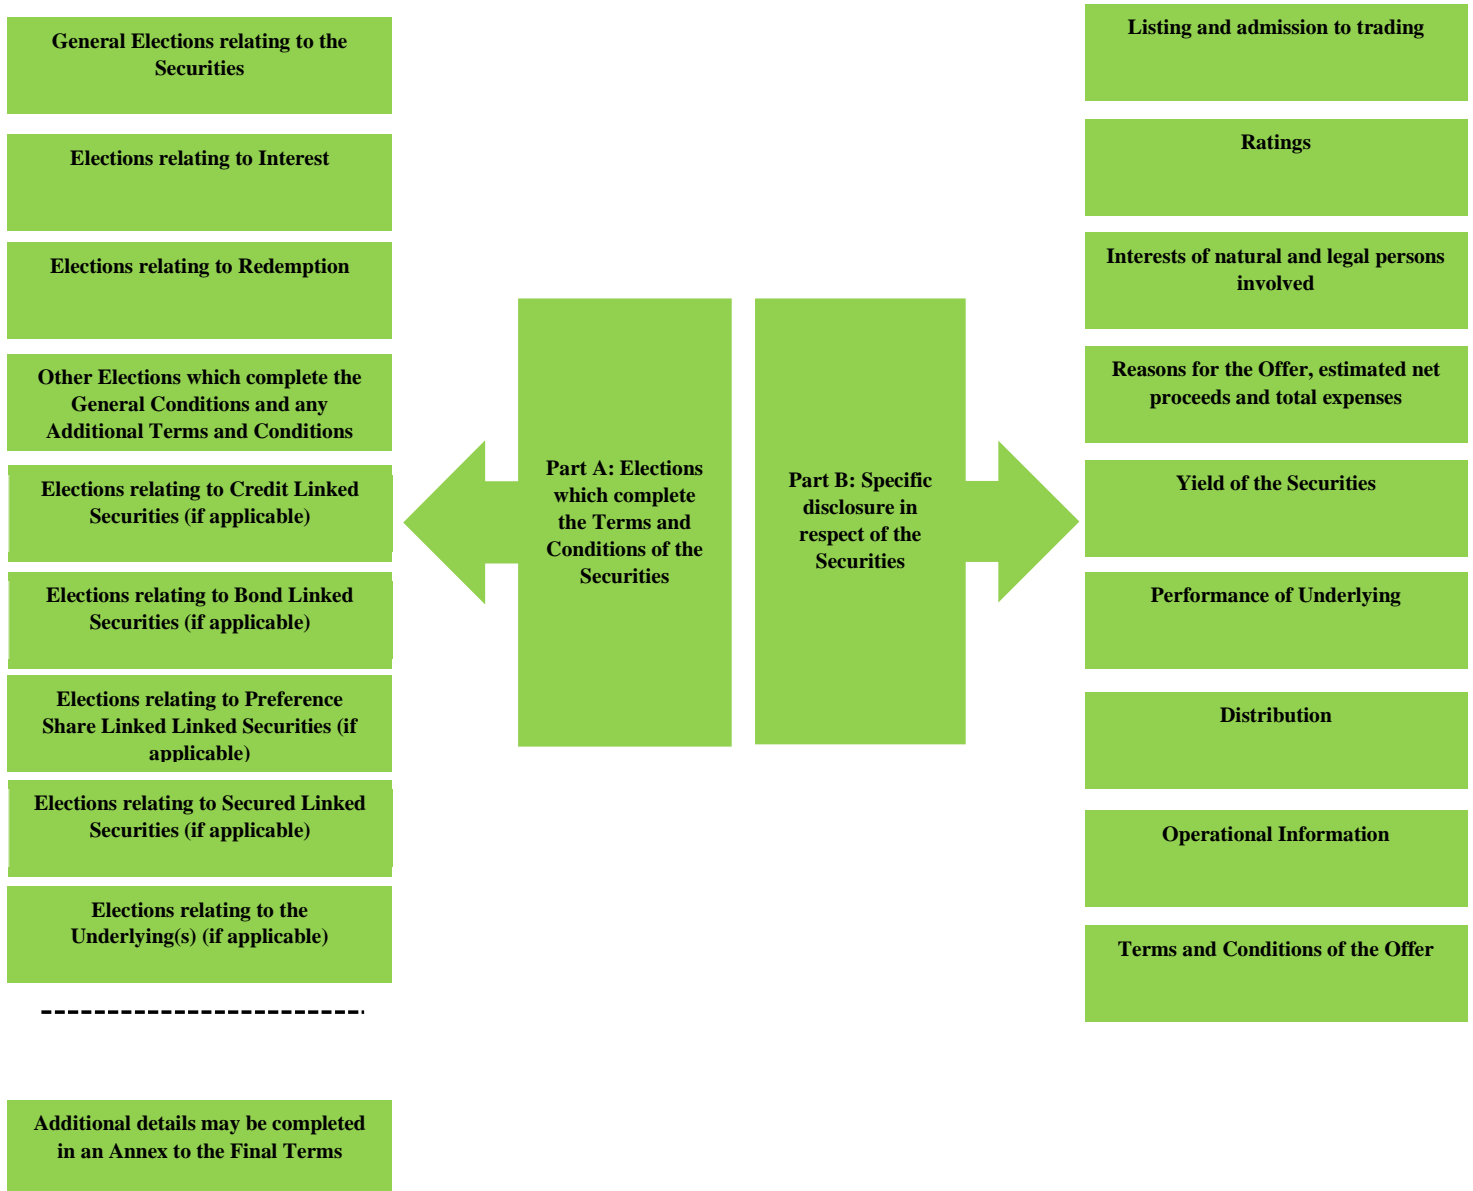 General Elections relating to the
Securities
Elections relating to Interest
Elections relating to Redemption
Other Elections which complete the
General Conditions and any
Additional Terms and Conditions
Elections relating to Credit Linked
Securities (if applicable)
Elections relating to Bond Linked
Securities (if applicable)
Elections relating to Preference
Share Linked Linked Securities (if
applicable)
Elections relating to Secured Linked
Securities (if applicable)
Elections relating to the
Underlying(s) (if applicable)
Additional details may be completed
in an Annex to the Final Terms
Part A: Elections
which complete
the Terms and
Conditions of the
Securities
Part B: Specific
disclosure in
respect of the
Securities
Listing and admission to trading
Ratings
Interests of natural and legal persons
involved
Reasons for the Offer, estimated net
proceeds and total expenses
Yield of the Securities
Performance of Underlying
Distribution
Operational Information
Terms and Conditions of the Offer